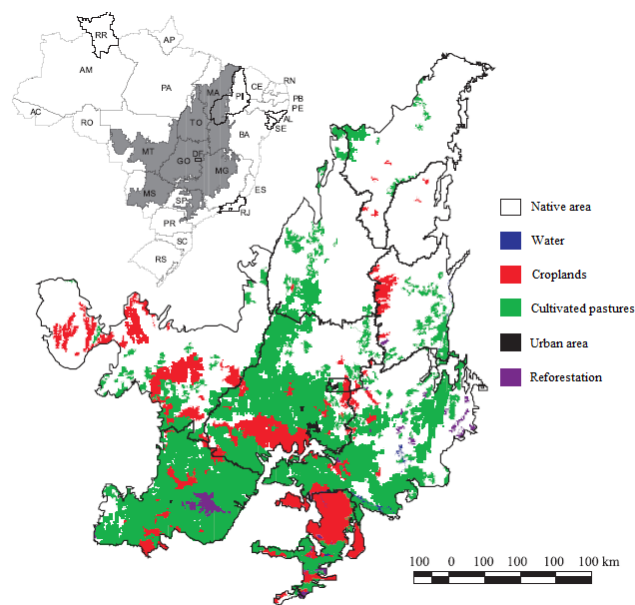 RR
AP
AM
PA
MA
CE
RN
PB
PE
AL
SE
PI
AC
RO
TO
BA
MT
DF
GO
MG
MS
ES
SP
RJ
PR
SC
RS
Native area
Water
Croplands
Cultivated pastures
Urban area
Reforestation
100 0 100 100 100 km